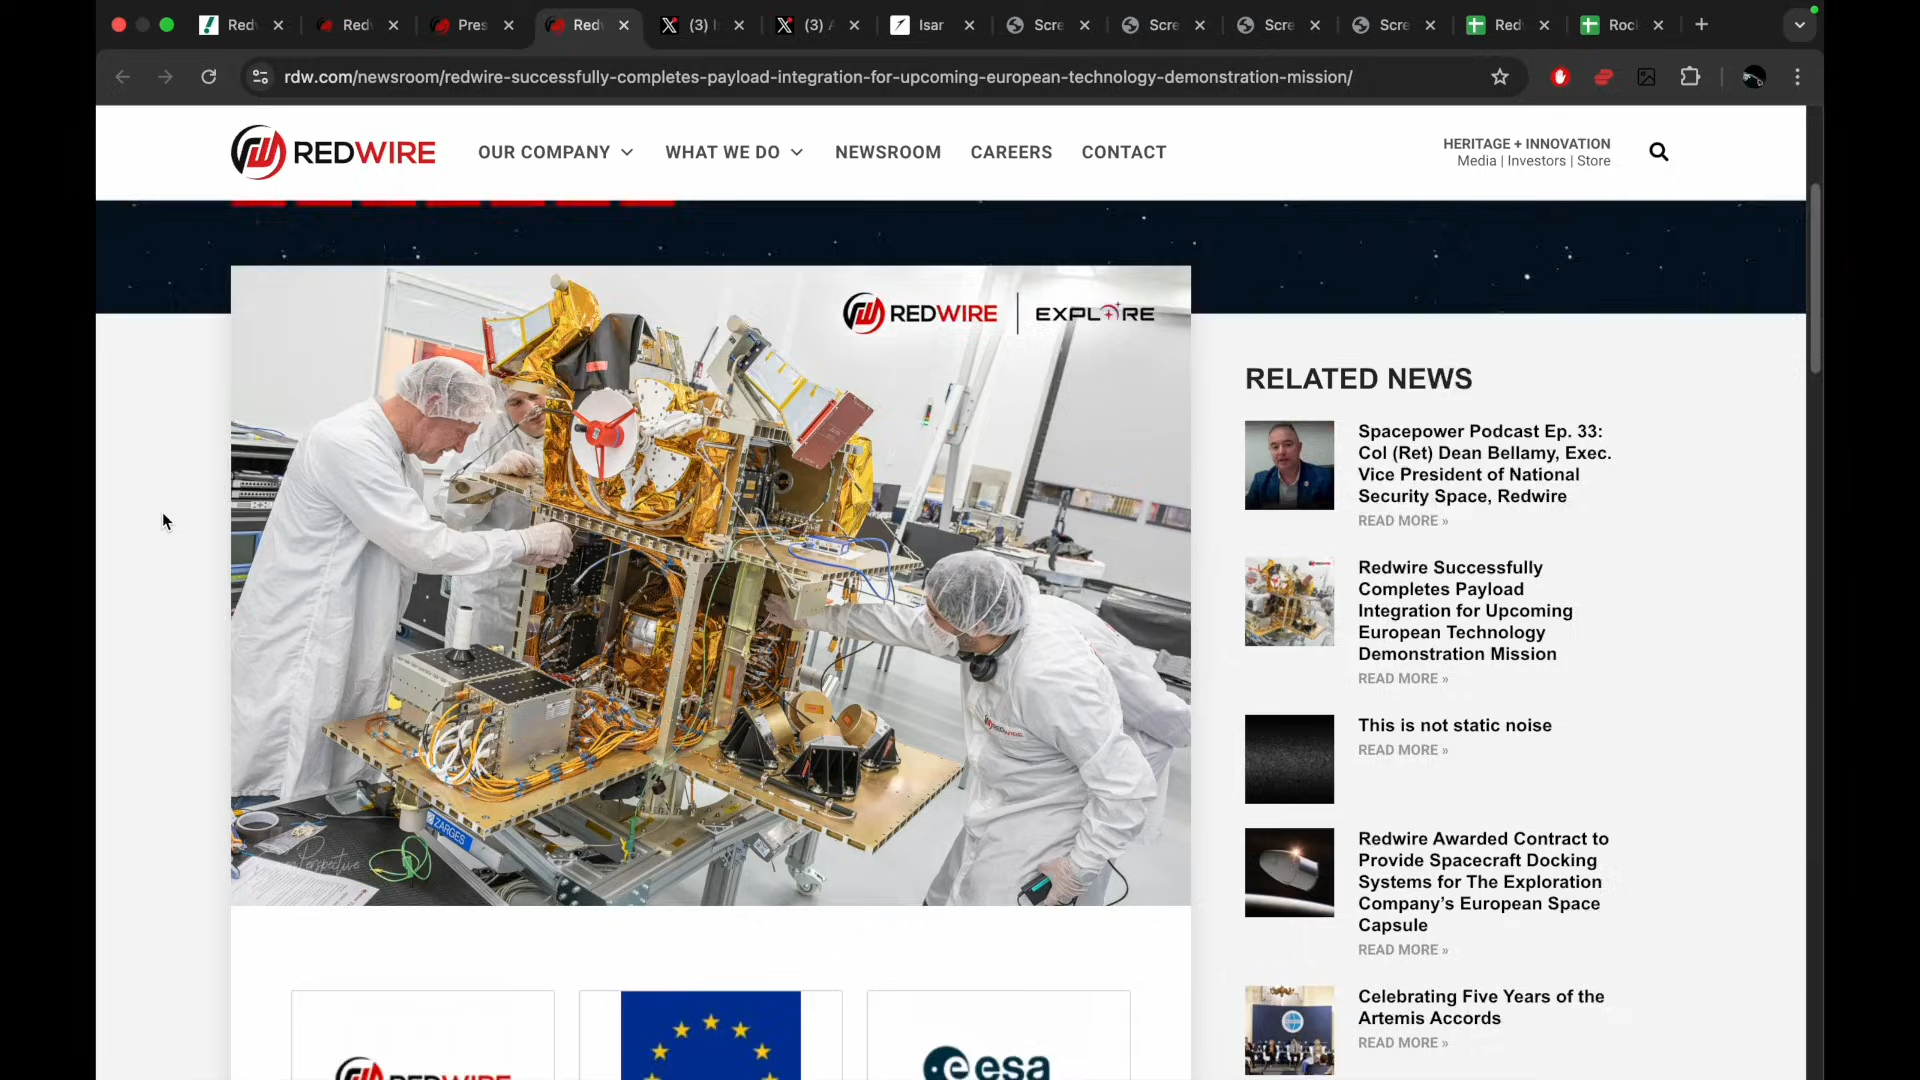 Red
Red
Pres
Red
(3) I
(3) A
Isar
Scre
Scre
Scre
Scre
Red
Roc
rdw.com/newsroom/redwire-successfully-completes-payload-integration-for-upcoming-european-technology-demonstration-mission/
REDWIRE
OUR COMPANY
WHAT WE DO
NEWSROOM
CAREERS
CONTACT
HERITAGE + INNOVATION
Media | Investors | Store
REDWIRE | EXPLORE
ZARGES
Perspective
RELATED NEWS
Spacepower Podcast Ep. 33:
Col (Ret) Dean Bellamy, Exec.
Vice President of National
Security Space, Redwire
READ MORE »
Redwire Successfully
Completes Payload
Integration for Upcoming
European Technology
Demonstration Mission
READ MORE »
This is not static noise
READ MORE »
Redwire Awarded Contract to
Provide Spacecraft Docking
Systems for The Exploration
Company’s European Space
Capsule
READ MORE »
Celebrating Five Years of the
Artemis Accords
READ MORE »
REDWIRE
esa